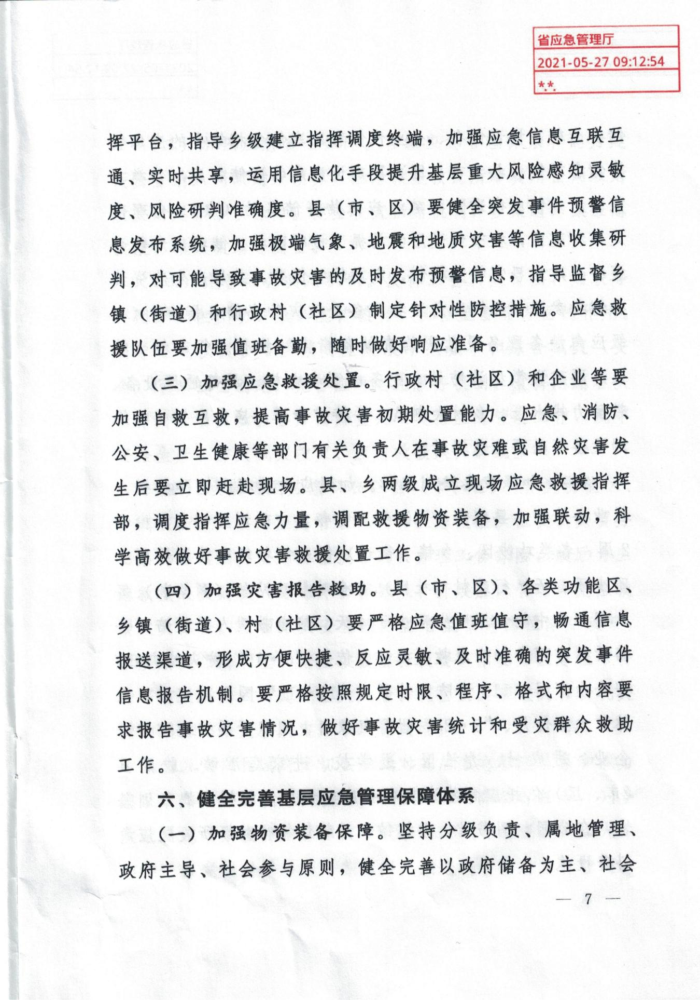 省应急管理厅
2021-05-27 09:12:54
*.*.
挥平台，指导乡级建立指挥调度终端，加强应急信息互联互
通、实时共享，运用信息化手段提升基层重大风险感知灵敏
度、风险研判准确度。县（市、区）要健全突发事件预警信
息发布系统，加强极端气象、地震和地质灾害等信息收集研
判，对可能导致事故灾害的及时发布预警信息，指导监督乡
镇（街道）和行政村（社区）制定针对性防控措施。应急救
援队伍要加强值班备勤，随时做好响应准备。
（三）加强应急救援处置。行政村（社区）和企业等要
加强自救互救，提高事故灾害初期处置能力。应急、消防、
公安、卫生健康等部门有关负责人在事故灾难或自然灾害发
生后要立即赶赴现场。县、乡两级成立现场应急救援指挥
部，调度指挥应急力量，调配救援物资装备，加强联动，科
学高效做好事故灾害救援处置工作。
（四）加强灾害报告救助。县（市、区）、各类功能区、
乡镇（街道）、村（社区）要严格应急值班值守，畅通信息
报送渠道，形成方便快捷、反应灵敏、及时准确的突发事件
信息报告机制。要严格按照规定时限、程序、格式和内容要
求报告事故灾害情况，做好事故灾害统计和受灾群众救助
工作。
六、健全完善基层应急管理保障体系
（一）加强物资装备保障。坚持分级负责、属地管理、
政府主导、社会参与原则，健全完善以政府储备为主、社会
— 7 —